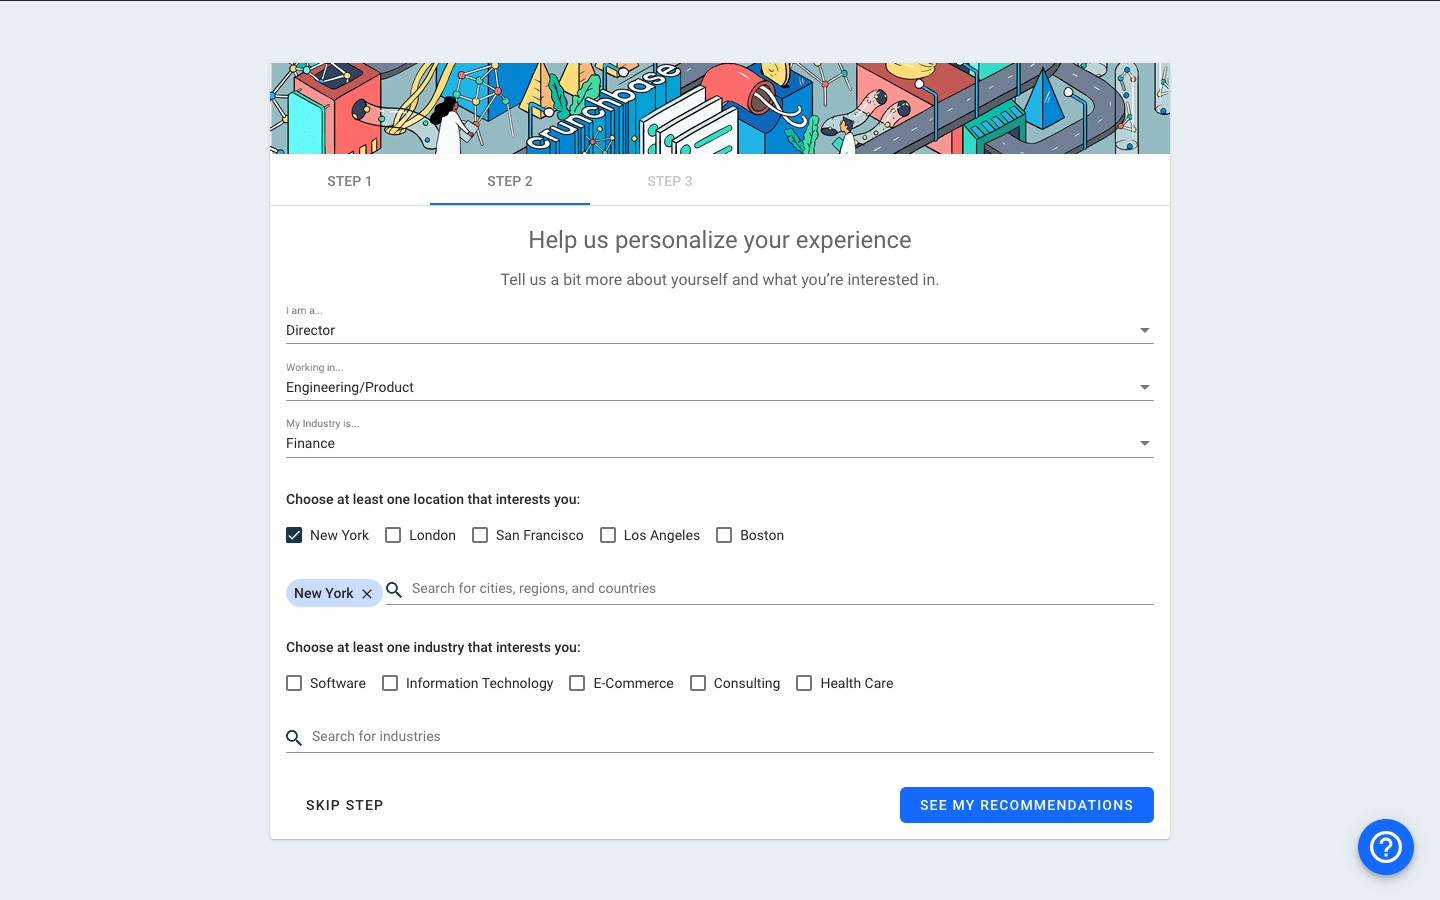 crunchbase
STEP 1 STEP 2 STEP 3
Help us personalize your experience
Tell us a bit more about yourself and what you’re interested in.
I am a...
Director
Working in...
Engineering/Product
My Industry is...
Finance
Choose at least one location that interests you:
New York London San Francisco Los Angeles Boston
New York Search for cities, regions, and countries
Choose at least one industry that interests you:
Software Information Technology E-Commerce Consulting Health Care
Search for industries
SKIP STEP SEE MY RECOMMENDATIONS